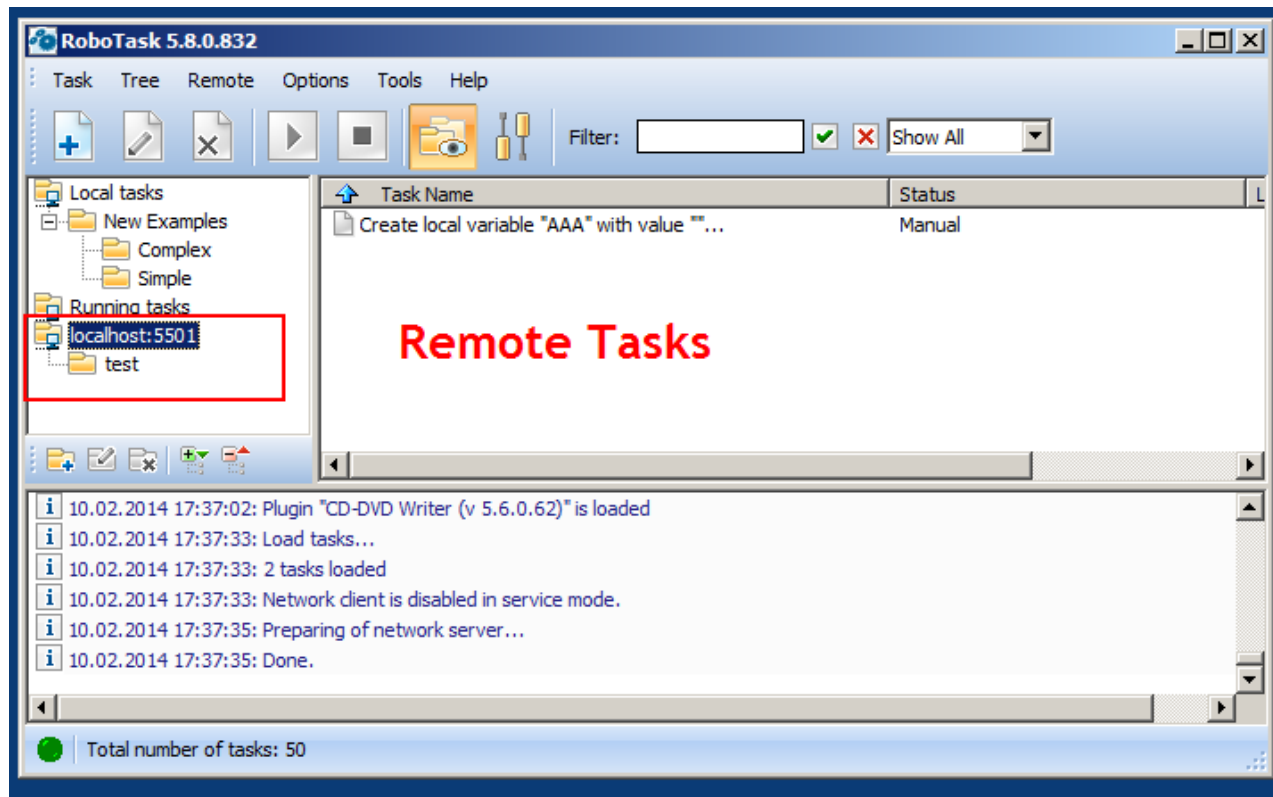 RoboTask 5.8.0.832
Task Tree Remote Options Tools Help
Filter: Show All
Local tasks
New Examples
Complex
Simple
Running tasks
localhost:5501
test
Task Name Status L
Create local variable "AAA" with value ""... Manual
Remote Tasks
10.02.2014 17:37:02: Plugin "CD-DVD Writer (v 5.6.0.62)" is loaded
10.02.2014 17:37:33: Load tasks...
10.02.2014 17:37:33: 2 tasks loaded
10.02.2014 17:37:33: Network client is disabled in service mode.
10.02.2014 17:37:35: Preparing of network server...
10.02.2014 17:37:35: Done.
Total number of tasks: 50